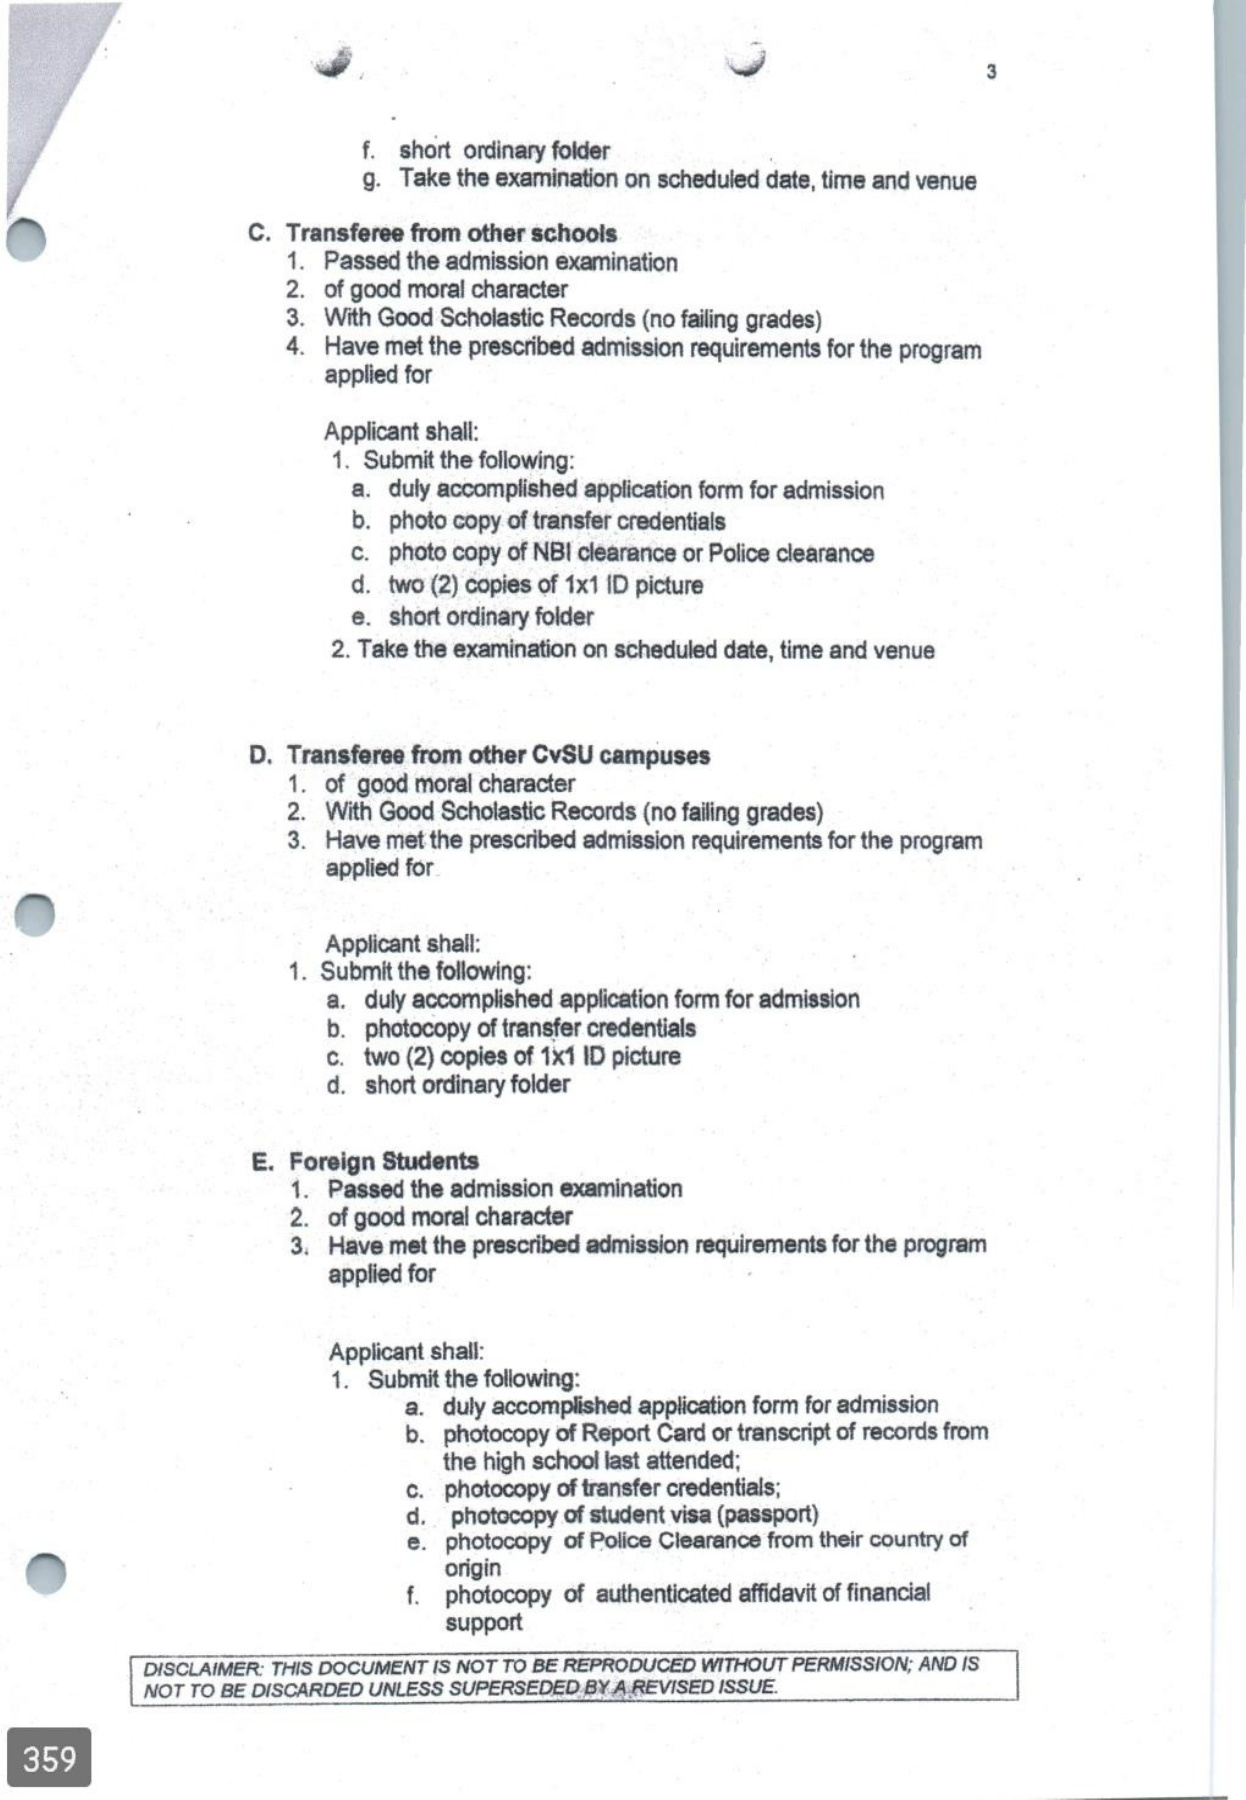 3
f. short ordinary folder
g. Take the examination on scheduled date, time and venue
C. Transferee from other schools
1. Passed the admission examination
2. of good moral character
3. With Good Scholastic Records (no failing grades)
4. Have met the prescribed admission requirements for the program
applied for
Applicant shall:
1. Submit the following:
a. duly accomplished application form for admission
b. photo copy of transfer credentials
c. photo copy of NBI clearance or Police clearance
d. two (2) copies of 1x1 ID picture
e. short ordinary folder
2. Take the examination on scheduled date, time and venue
D. Transferee from other CvSU campuses
1. of good moral character
2. With Good Scholastic Records (no failing grades)
3. Have met the prescribed admission requirements for the program
applied for
Applicant shall:
1. Submit the following:
a. duly accomplished application form for admission
b. photocopy of transfer credentials
c. two (2) copies of 1x1 ID picture
d. short ordinary folder
E. Foreign Students
1. Passed the admission examination
2. of good moral character
3. Have met the prescribed admission requirements for the program
applied for
Applicant shall:
1. Submit the following:
a. duly accomplished application form for admission
b. photocopy of Report Card or transcript of records from
the high school last attended;
c. photocopy of transfer credentials;
d. photocopy of student visa (passport)
e. photocopy of Police Clearance from their country of
origin
f. photocopy of authenticated affidavit of financial
support
DISCLAIMER: THIS DOCUMENT IS NOT TO BE REPRODUCED WITHOUT PERMISSION; AND IS
NOT TO BE DISCARDED UNLESS SUPERSEDED BY A REVISED ISSUE.
359